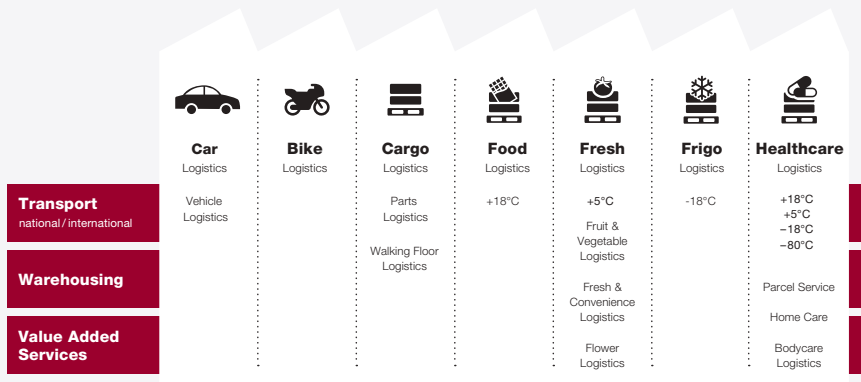 Car
Logistics
Bike
Logistics
Cargo
Logistics
Food
Logistics
Fresh
Logistics
Frigo
Logistics
Healthcare
Logistics
Transport
national / international
Warehousing
Value Added
Services
Vehicle
Logistics
Parts
Logistics
Walking Floor
Logistics
+18°C
+5°C
Fruit &
Vegetable
Logistics
Fresh &
Convenience
Logistics
Flower
Logistics
-18°C
+18°C
+5°C
–18°C
–80°C
Parcel Service
Home Care
Bodycare
Logistics